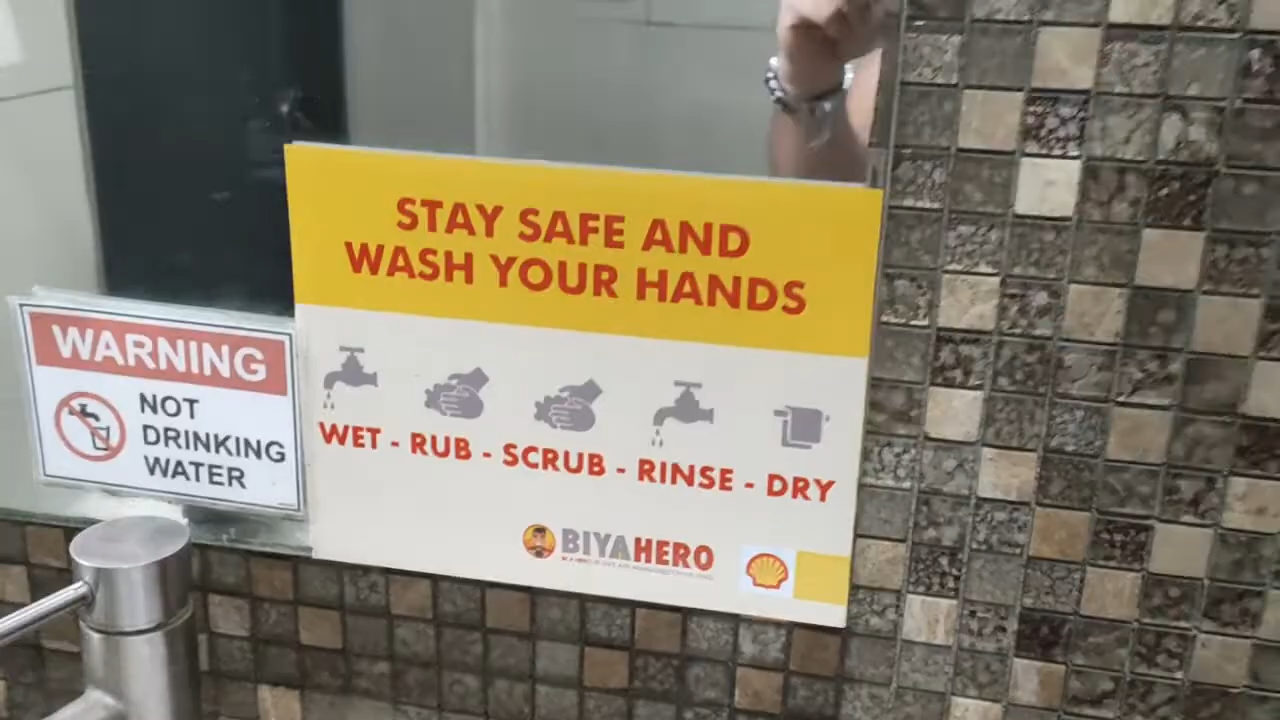 WARNING
NOT
DRINKING
WATER
STAY SAFE AND
WASH YOUR HANDS
WET - RUB - SCRUB - RINSE - DRY
BIYAHERO